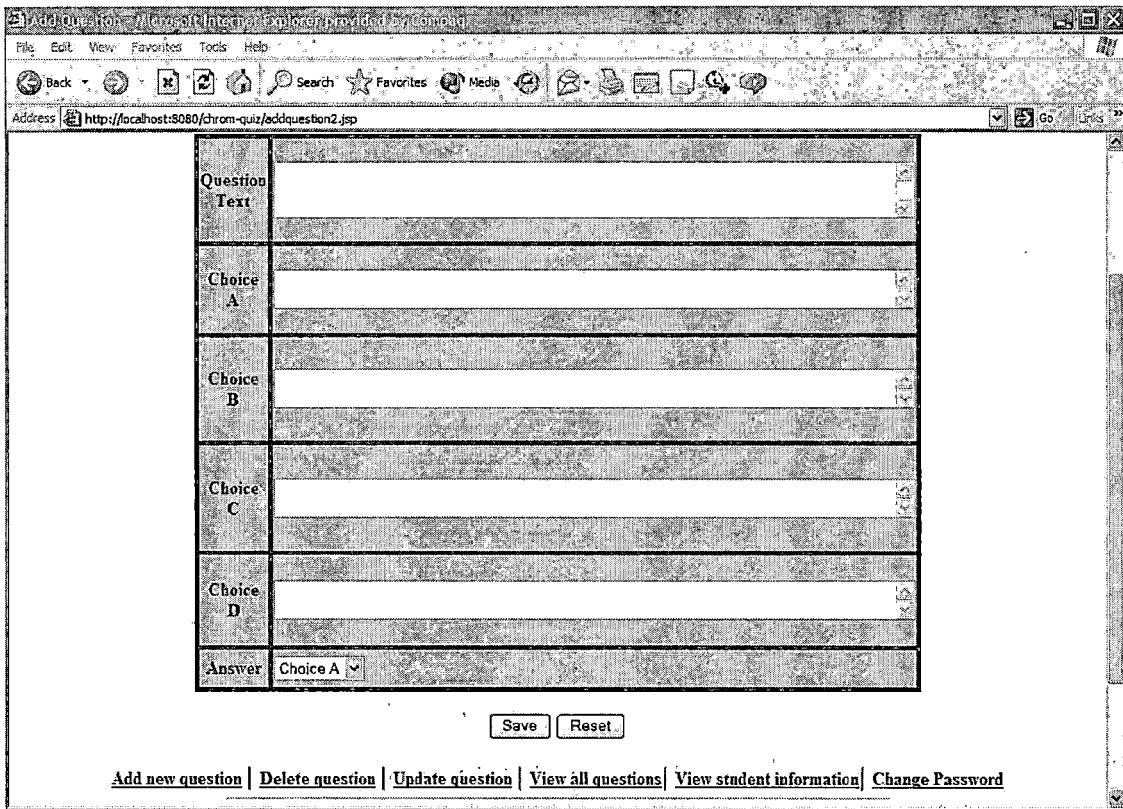 Add Question - Microsoft Internet Explorer provided by Compaq
File Edit View Favorites Tools Help
Back Search Favorites Media
Address http://localhost:8080/chrom-quiz/addquestion2.jsp Go Links »
Question
Text
Choice
A
Choice
B
Choice
C
Choice
D
Answer Choice A
Save Reset
Add new question | Delete question | Update question | View all questions| View student information| Change Password